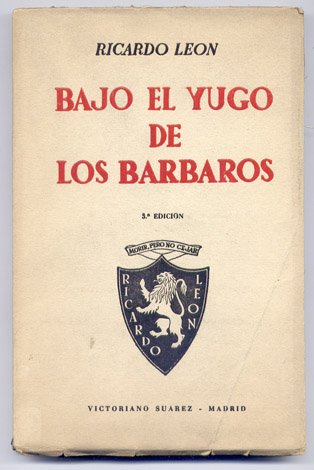 RICARDO LEON
BAJO EL YUGO
DE
LOS BARBAROS
3.ª EDICIÓN
MORIR, PERO NO CEJAR
RICARDO LEON
VICTORIANO SUAREZ - MADRID